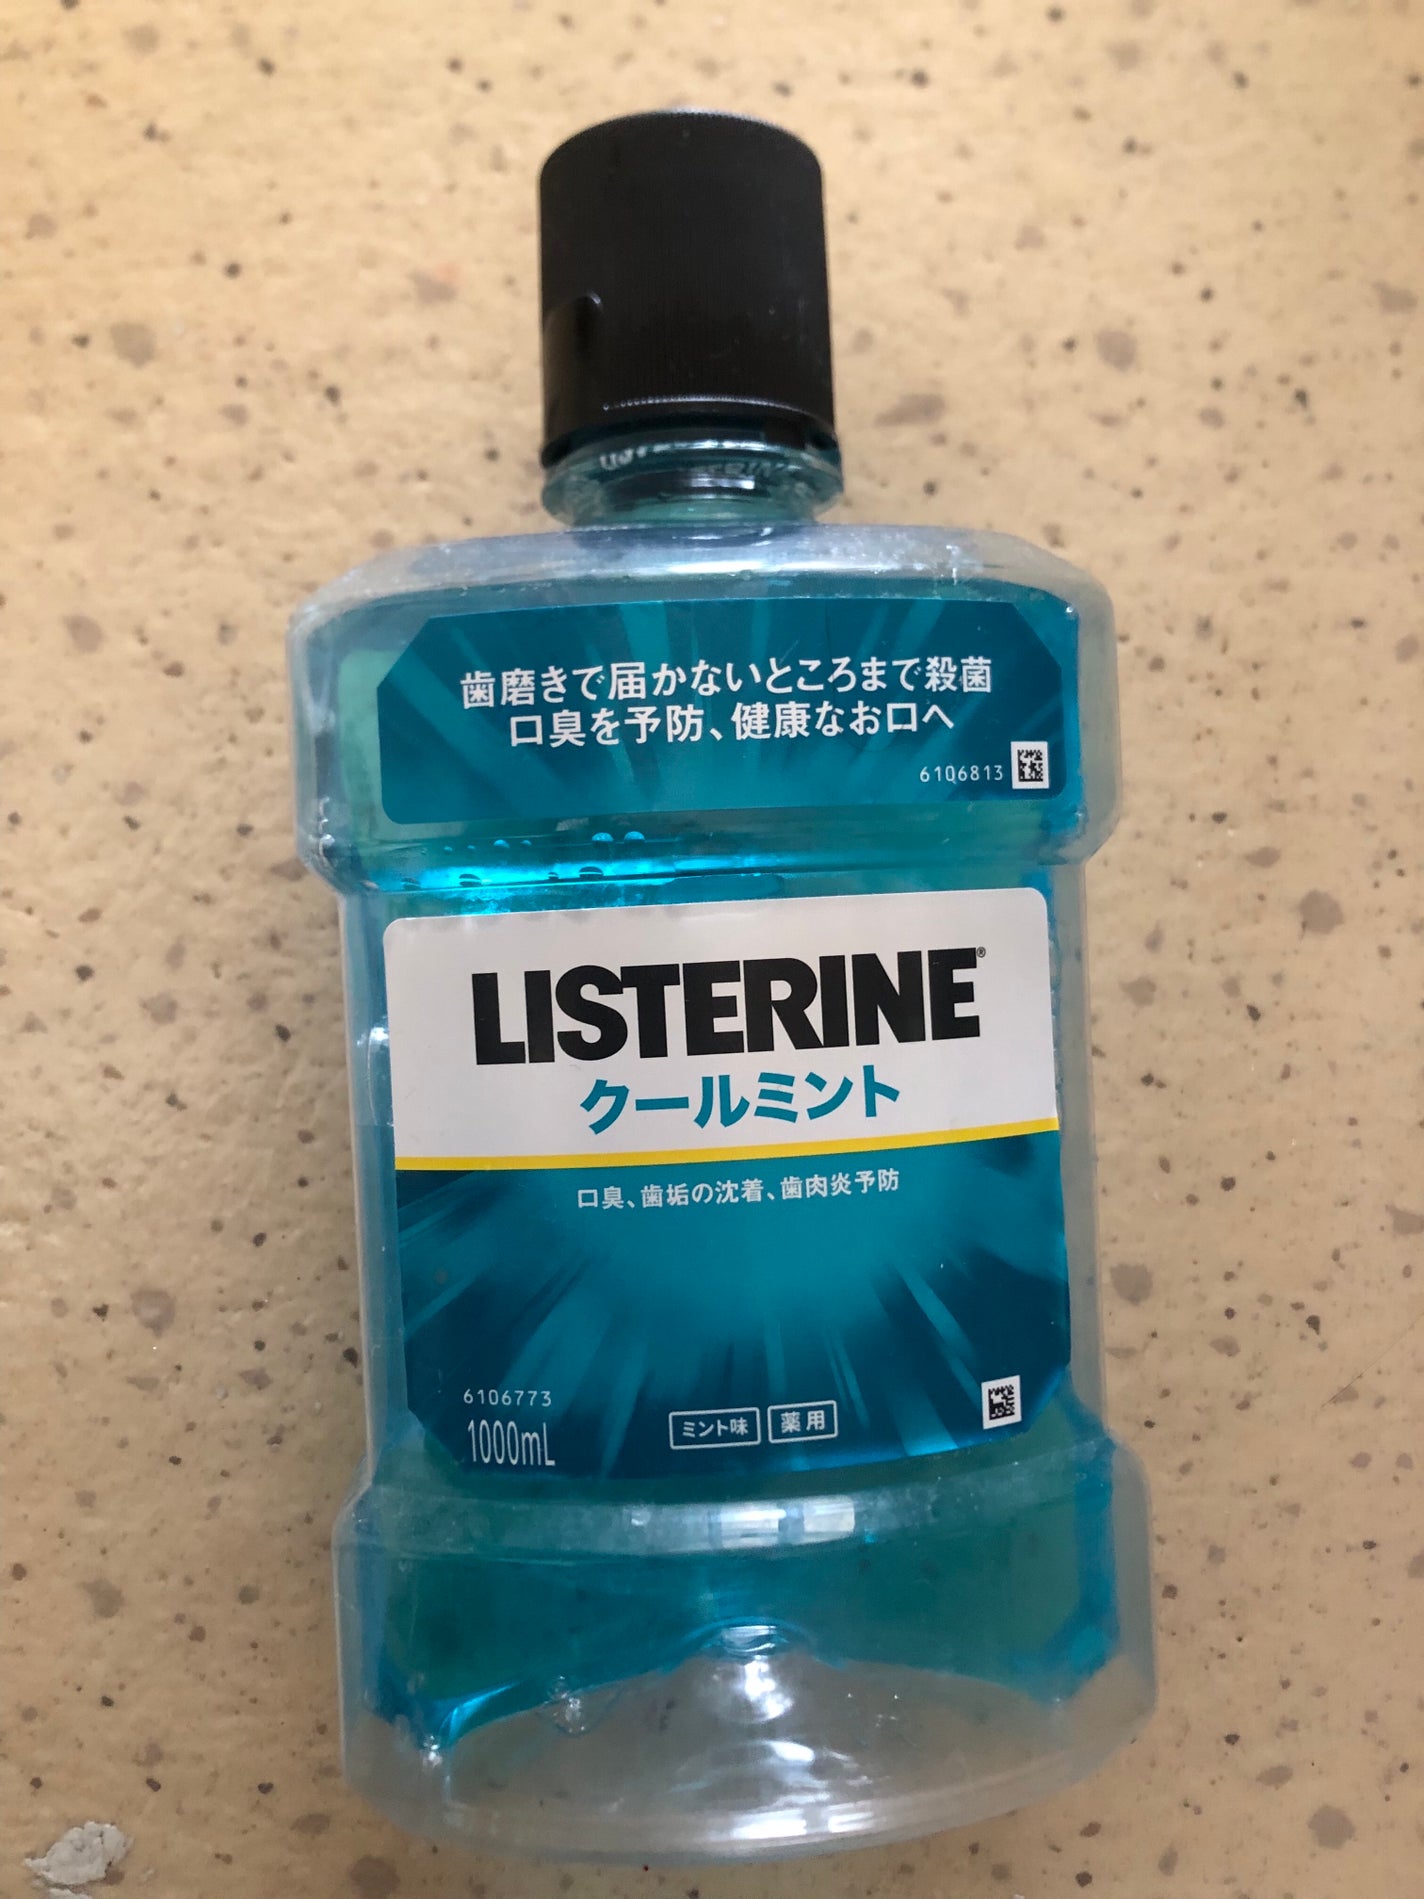 歯磨きで届かないところまで殺菌
口臭を予防、健康なお口へ
6106813
LISTERINE®
クールミント
口臭、歯垢の沈着、歯肉炎予防
6106773
1000mL
ミント味 薬用